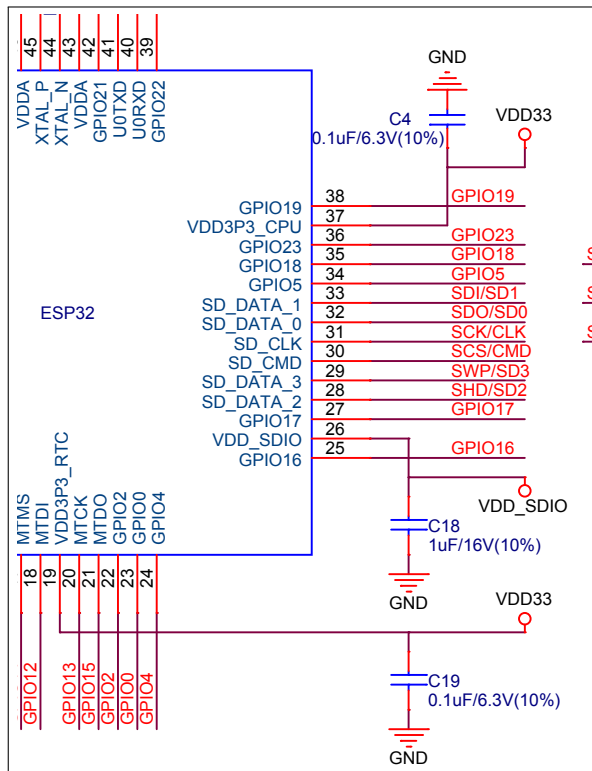 45
44
43
42
41
40
39
VDDA
XTAL_P
XTAL_N
VDDA
GPIO21
U0TXD
U0RXD
GPIO22
GND
C4
0.1uF/6.3V(10%)
VDD33
GPIO19 38 GPIO19
VDD3P3_CPU 37
GPIO23 36 GPIO23
GPIO18 35 GPIO18
GPIO5 34 GPIO5
SD_DATA_1 33 SDI/SD1
SD_DATA_0 32 SDO/SD0
SD_CLK 31 SCK/CLK
SD_CMD 30 SCS/CMD
SD_DATA_3 29 SWP/SD3
SD_DATA_2 28 SHD/SD2
GPIO17 27 GPIO17
VDD_SDIO 26
GPIO16 25 GPIO16
ESP32
VDD_SDIO
C18
1uF/16V(10%)
GND
MTMS
MTDI
VDD3P3_RTC
MTCK
MTDO
GPIO2
GPIO0
GPIO4
18
19
20
21
22
23
24
GPIO12
GPIO13
GPIO15
GPIO2
GPIO0
GPIO4
VDD33
C19
0.1uF/6.3V(10%)
GND